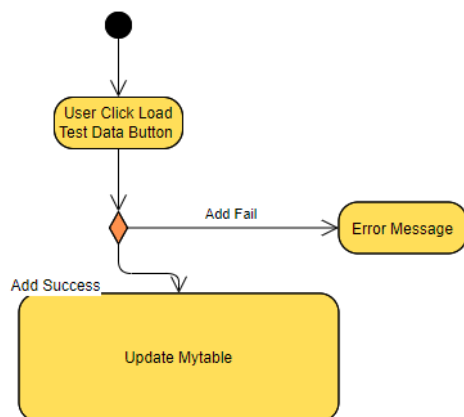 User Click Load
Test Data Button
Add Fail
Error Message
Add Success
Update Mytable